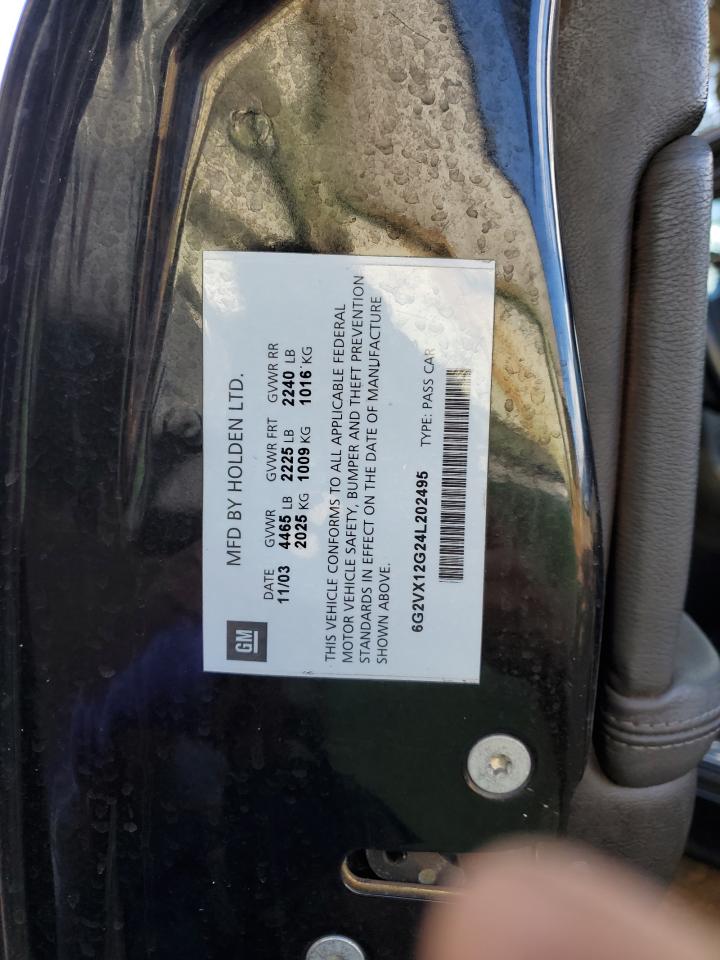 GM
MFD BY HOLDEN LTD.
DATE GVWR GVWR FRT GVWR RR
11/03 4465 LB 2225 LB 2240 LB
2025 KG 1009 KG 1016 KG
THIS VEHICLE CONFORMS TO ALL APPLICABLE FEDERAL
MOTOR VEHICLE SAFETY, BUMPER AND THEFT PREVENTION
STANDARDS IN EFFECT ON THE DATE OF MANUFACTURE
SHOWN ABOVE.
6G2VX12G24L202495 TYPE: PASS CAR